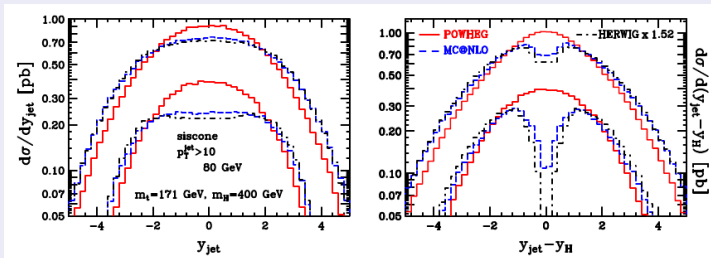 1.00
0.70
0.50
0.30
0.20
0.10
0.07
0.05
dσ/dy_jet [pb]
siscone
p_T^jet>10
80 GeV
m_t=171 GeV, m_H=400 GeV
−4 −2 0 2 4
y_jet
POWHEG
MC@NLO
HERWIG x 1.52
1.00
0.70
0.50
0.30
0.20
0.10
0.07
0.05
dσ/d(y_jet−y_H) [pb]
−4 −2 0 2 4
y_jet−y_H